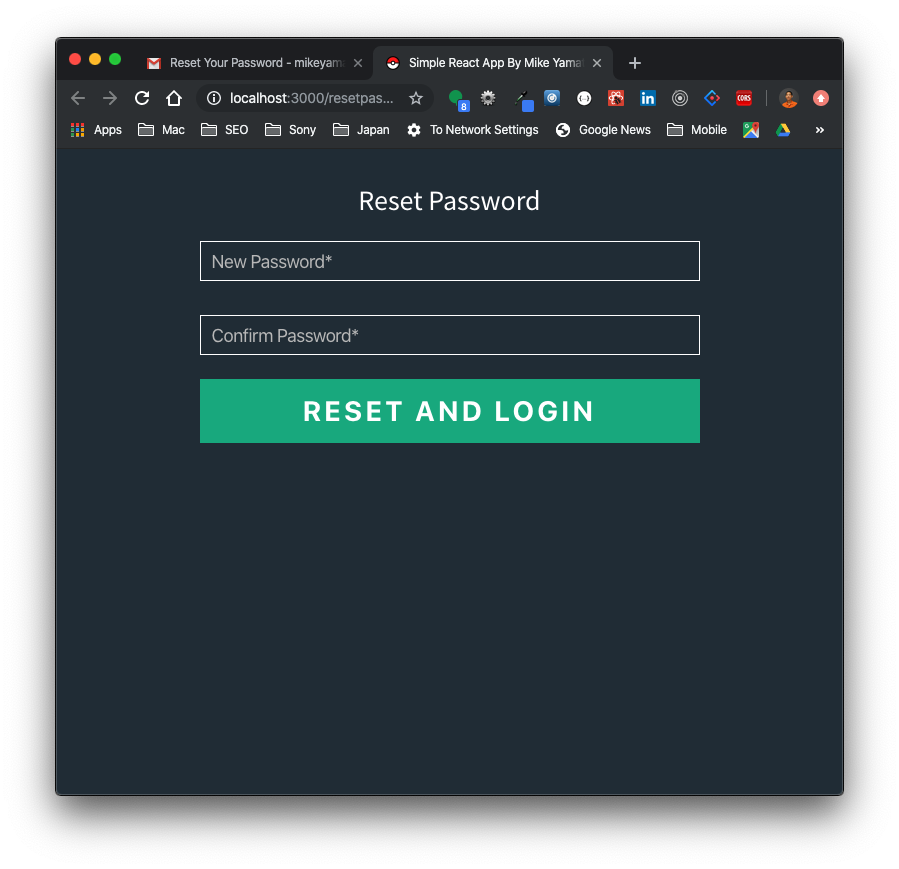 Reset Your Password - mikeyama
Simple React App By Mike Yama
localhost:3000/resetpas...
8
CORS
Apps
Mac
SEO
Sony
Japan
To Network Settings
Google News
Mobile
»
Reset Password
New Password*
Confirm Password*
RESET AND LOGIN